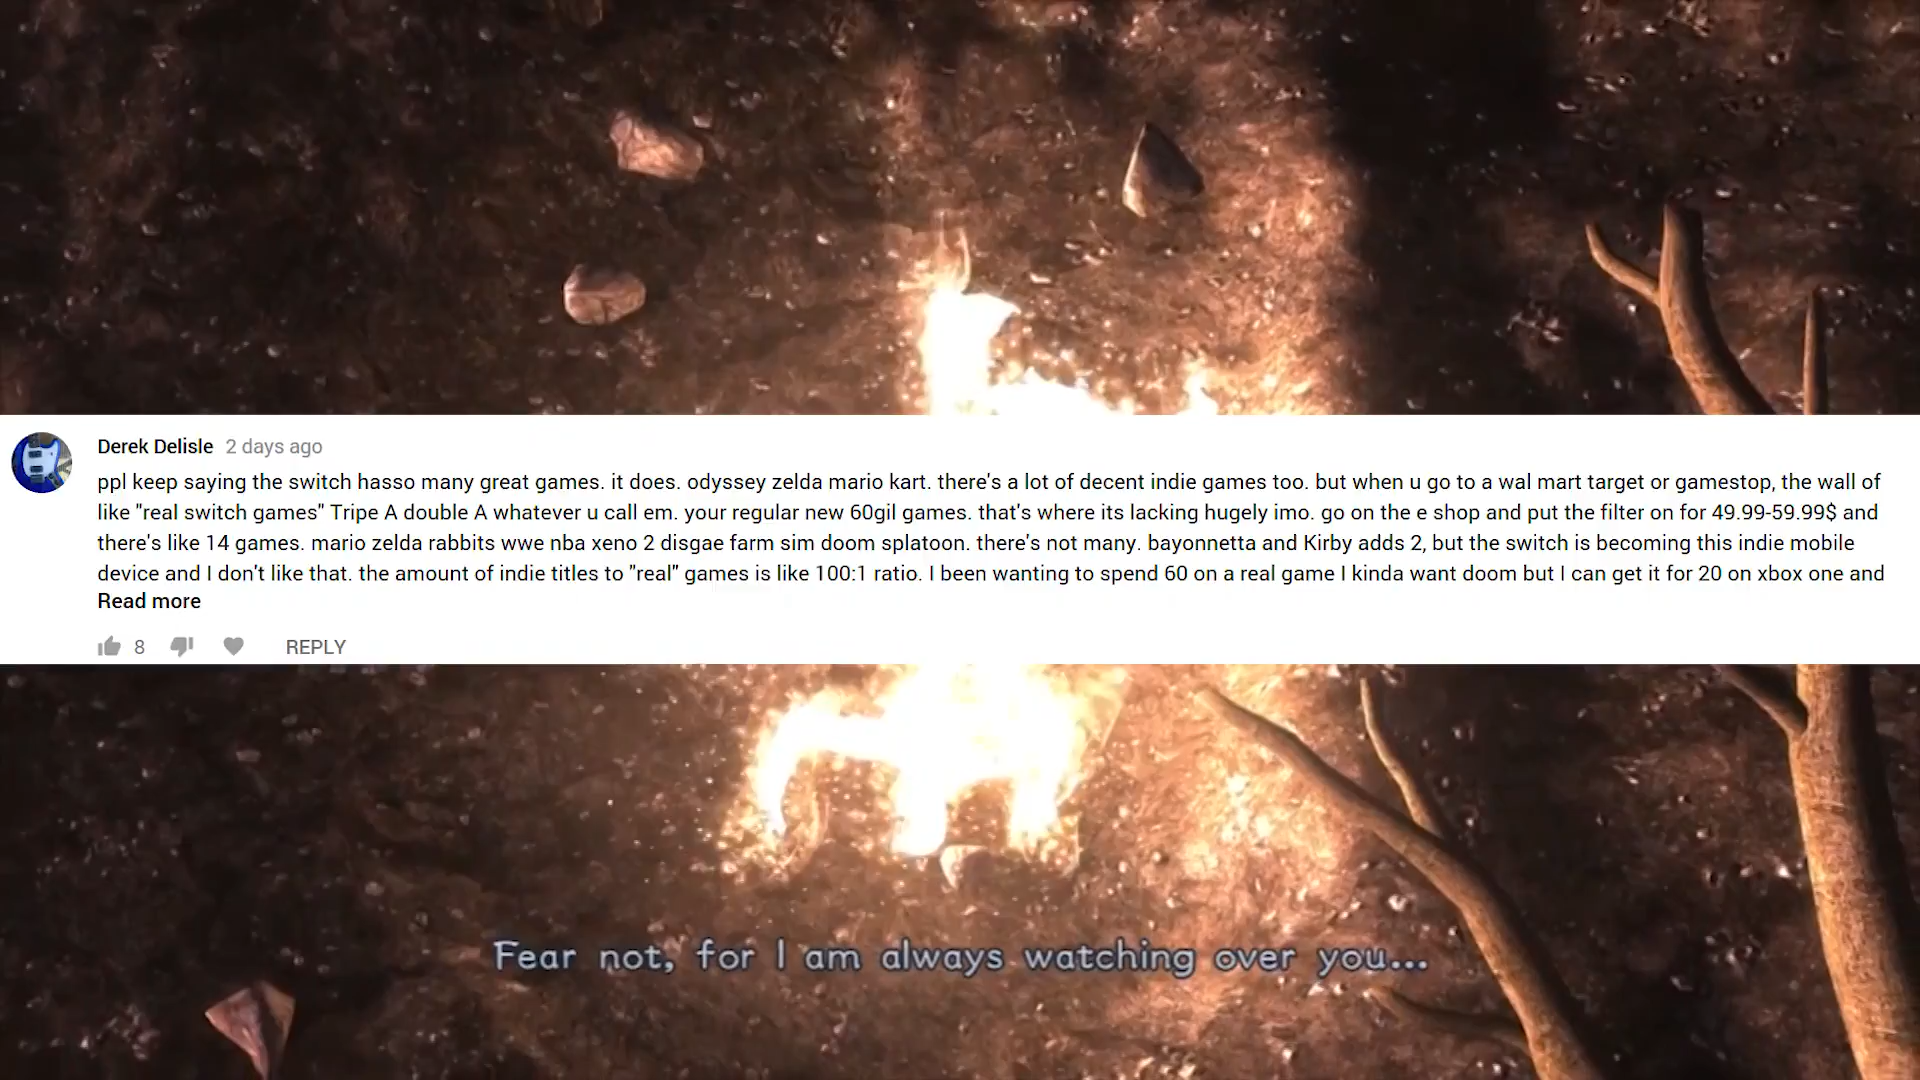 Derek Delisle 2 days ago
ppl keep saying the switch hasso many great games. it does. odyssey zelda mario kart. there's a lot of decent indie games too. but when u go to a wal mart target or gamestop, the wall of
like "real switch games" Tripe A double A whatever u call em. your regular new 60gil games. that's where its lacking hugely imo. go on the e shop and put the filter on for 49.99-59.99$ and
there's like 14 games. mario zelda rabbits wwe nba xeno 2 disgae farm sim doom splatoon. there's not many. bayonnetta and Kirby adds 2, but the switch is becoming this indie mobile
device and I don't like that. the amount of indie titles to "real" games is like 100:1 ratio. I been wanting to spend 60 on a real game I kinda want doom but I can get it for 20 on xbox one and
Read more
8 REPLY
Fear not, for I am always watching over you...